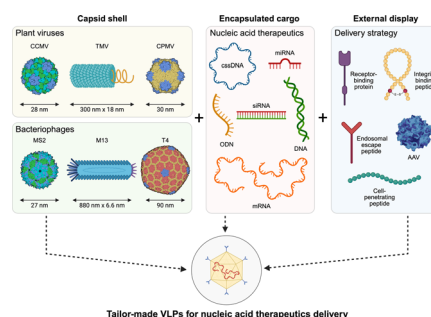 Capsid shell
Plant viruses
CCMV
TMV
CPMV
28 nm
300 nm x 18 nm
30 nm
Bacteriophages
MS2
M13
T4
27 nm
880 nm x 6.6 nm
90 nm
Encapsulated cargo
Nucleic acid therapeutics
cssDNA
miRNA
siRNA
ODN
DNA
mRNA
External display
Delivery strategy
Receptor-
binding
protein
Integrin
binding
peptide
Endosomal
escape
peptide
AAV
Cell-
penetrating
peptide
Tailor-made VLPs for nucleic acid therapeutics delivery